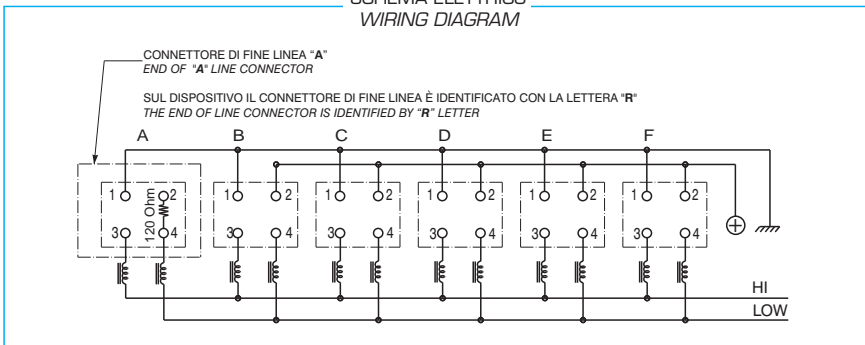 WIRING DIAGRAM
CONNETTORE DI FINE LINEA "A"
END OF "A" LINE CONNECTOR
SUL DISPOSITIVO IL CONNETTORE DI FINE LINEA È IDENTIFICATO CON LA LETTERA "R"
THE END OF LINE CONNECTOR IS IDENTIFIED BY "R" LETTER
A B C D E F
1 2 1 2 1 2 1 2 1 2 1 2
120 Ohm
3 4 3 4 3 4 3 4 3 4 3 4
HI
LOW